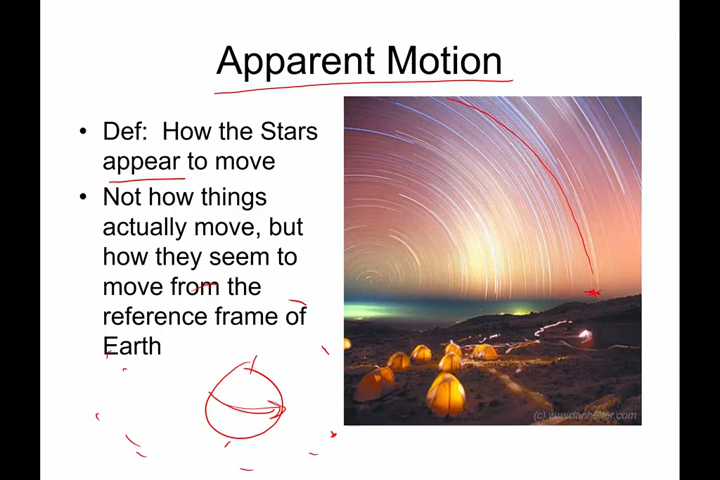 Apparent Motion
• Def: How the Stars
appear to move
• Not how things
actually move, but
how they seem to
move from the
reference frame of
Earth
(c) www.danheller.com